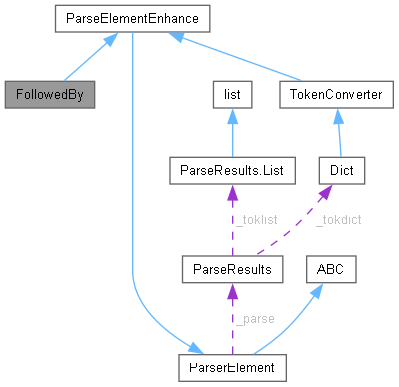 ParseElementEnhance
FollowedBy
list
TokenConverter
ParseResults.List
Dict
_toklist
_tokdict
ParseResults
ABC
_parse
ParserElement